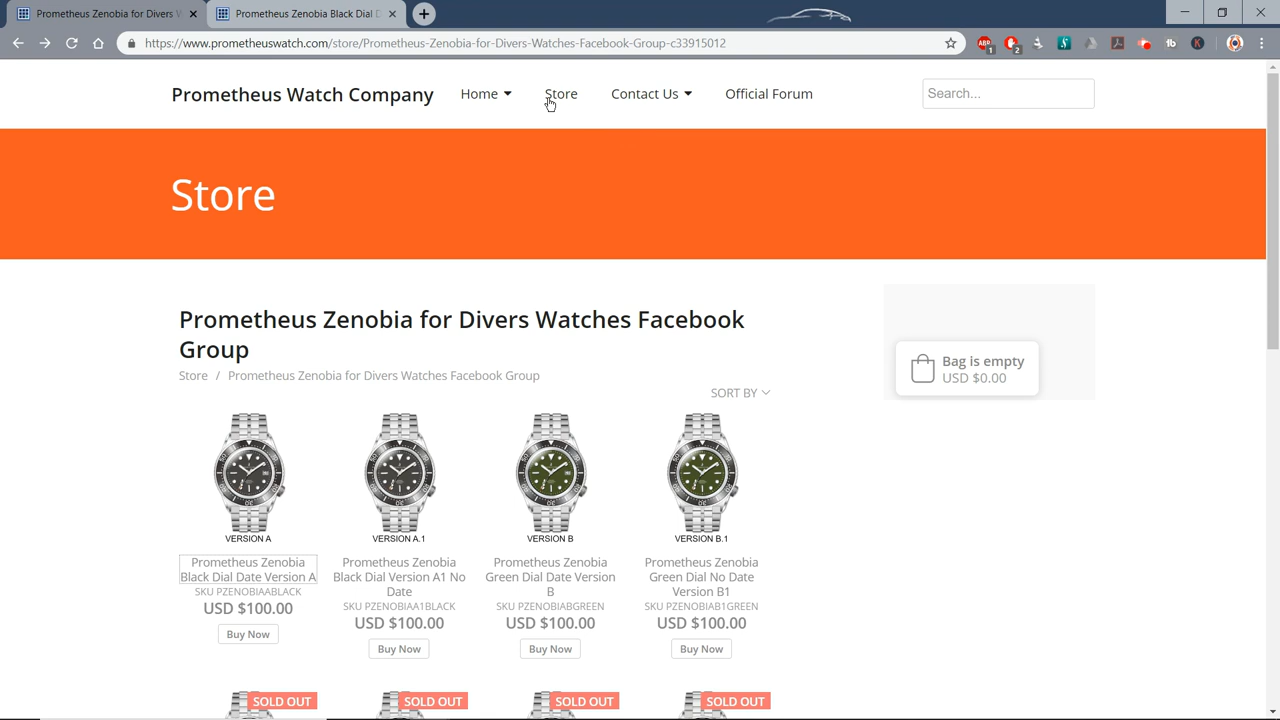 Prometheus Zenobia for Divers W
Prometheus Zenobia Black Dial D
https://www.prometheuswatch.com/store/Prometheus-Zenobia-for-Divers-Watches-Facebook-Group-c33915012
Prometheus Watch Company
Home
Store
Contact Us
Official Forum
Search...
Store
Prometheus Zenobia for Divers Watches Facebook
Group
Store / Prometheus Zenobia for Divers Watches Facebook Group
SORT BY
Bag is empty
USD $0.00
VERSION A
Prometheus Zenobia
Black Dial Date Version A
SKU PZENOBIAABLACK
USD $100.00
Buy Now
VERSION A.1
Prometheus Zenobia
Black Dial Version A1 No
Date
SKU PZENOBIAA1BLACK
USD $100.00
Buy Now
VERSION B
Prometheus Zenobia
Green Dial Date Version
B
SKU PZENOBIABGREEN
USD $100.00
Buy Now
VERSION B.1
Prometheus Zenobia
Green Dial No Date
Version B1
SKU PZENOBIAB1GREEN
USD $100.00
Buy Now
SOLD OUT
SOLD OUT
SOLD OUT
SOLD OUT